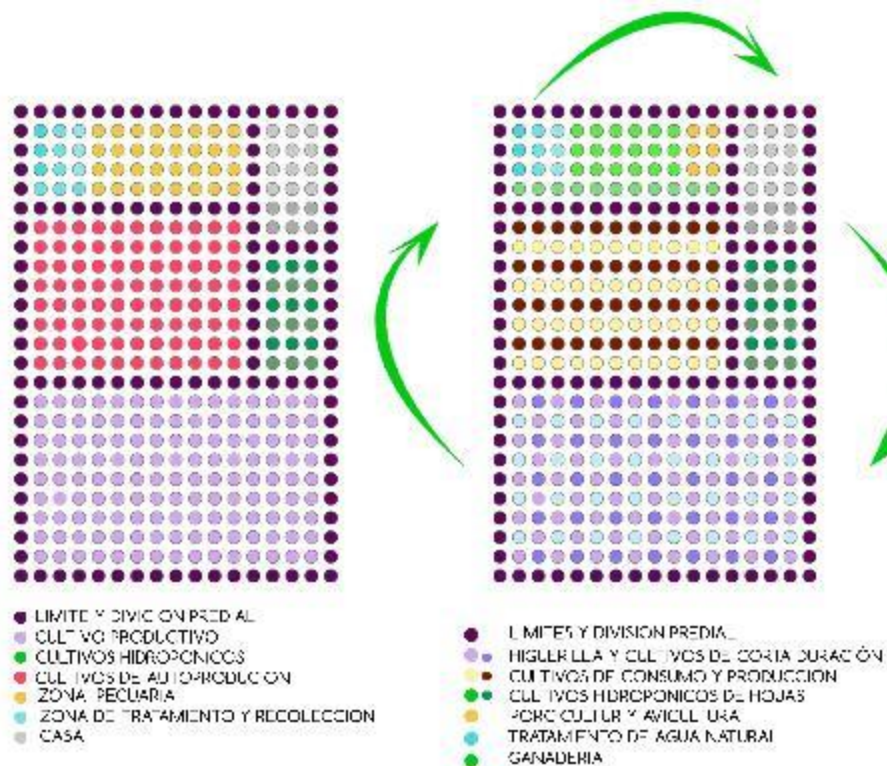 LIMITE Y DIVICION PREDIAL
CULTIVO PRODUCTIVO
CULTIVOS HIDROPONICOS
CULTIVOS DE AUTOPRODUCION
ZONA PECUARIA
ZONA DE TRATAMIENTO Y RECOLECCION
CASA
LIMITES Y DIVISION PREDIAL
HIGUERILLA Y CULTIVOS DE CORTA DURACIÓN
CULTIVOS DE CONSUMO Y PRODUCCION
CULTIVOS HIDROPONICOS DE HOJAS
PORCICULTUR Y AVICULTURA
TRATAMIENTO DE AGUA NATURAL
GANADERIA